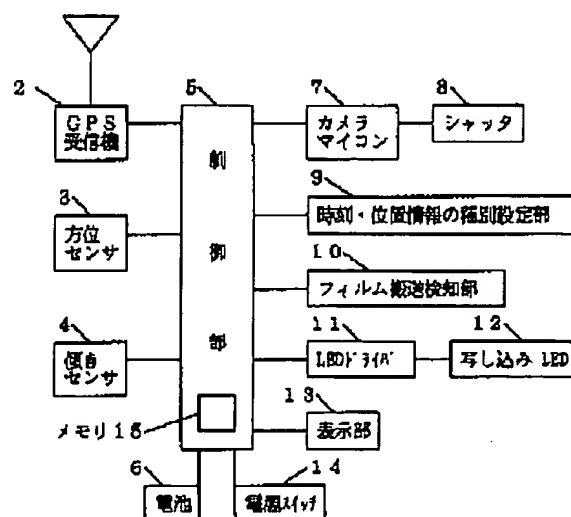 2
GPS
受信機
3
方位
センサ
4
傾斜
センサ
5
制
御
部
メモリ15
6
電池
電源スイッチ
14
7
カメラ
マイコン
8
シャッタ
9
時刻・位置情報の種別設定部
10
フィルム搬送検知部
11
LEDドライバ
12
写し込みLED
13
表示部